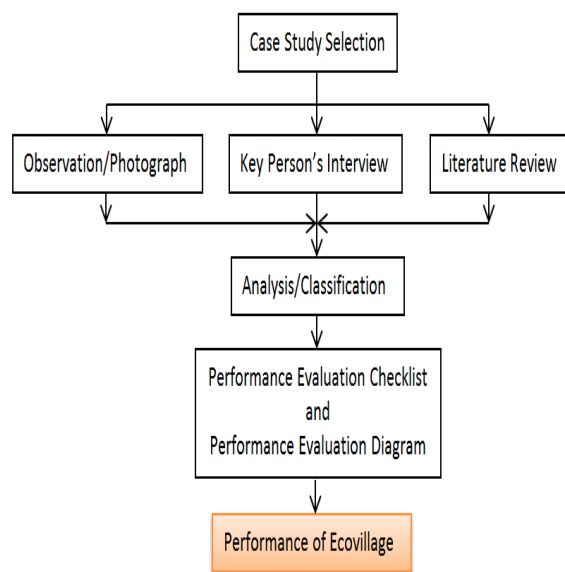 Case Study Selection
Observation/Photograph
Key Person's Interview
Literature Review
Analysis/Classification
Performance Evaluation Checklist
and
Performance Evaluation Diagram
Performance of Ecovillage